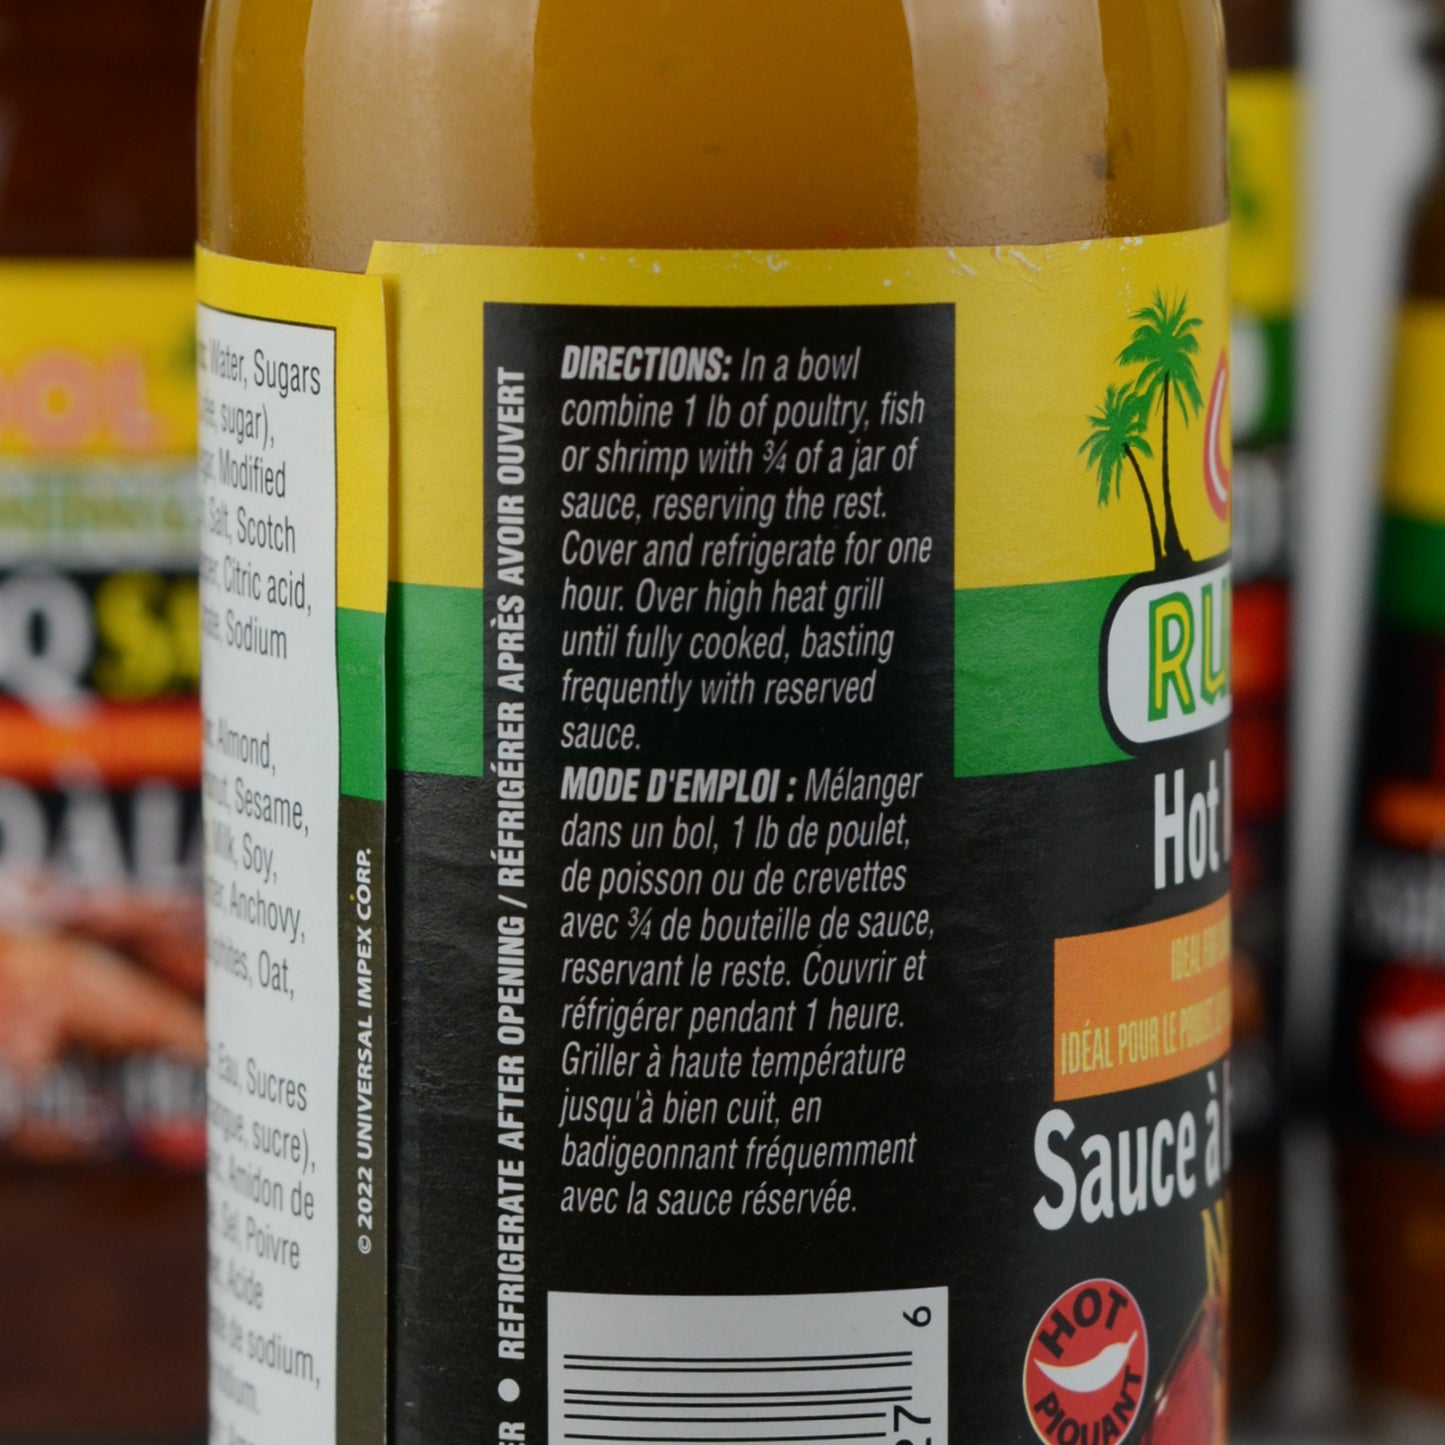 Water, Sugars
sugar),
Modified
Salt, Scotch
Citric acid,
Sodium
Almond,
Sesame,
Milk, Soy,
Anchovy,
Oat,
Eau, Sucres
sucre),
Amidon de
Sel, Poivre
Acide
de sodium,
© 2022 UNIVERSAL IMPEX CORP.
● REFRIGERATE AFTER OPENING / RÉFRIGÉRER APRÈS AVOIR OUVERT
DIRECTIONS: In a bowl
combine 1 lb of poultry, fish
or shrimp with ¾ of a jar of
sauce, reserving the rest.
Cover and refrigerate for one
hour. Over high heat grill
until fully cooked, basting
frequently with reserved
sauce.
MODE D'EMPLOI : Mélanger
dans un bol, 1 lb de poulet,
de poisson ou de crevettes
avec ¾ de bouteille de sauce,
reservant le reste. Couvrir et
réfrigérer pendant 1 heure.
Griller à haute température
jusqu'à bien cuit, en
badigeonnant fréquemment
avec la sauce réservée.
6
27
RU
Hot
IDEAL
IDÉAL POUR LE
Sauce à
HOT
PIQUANT